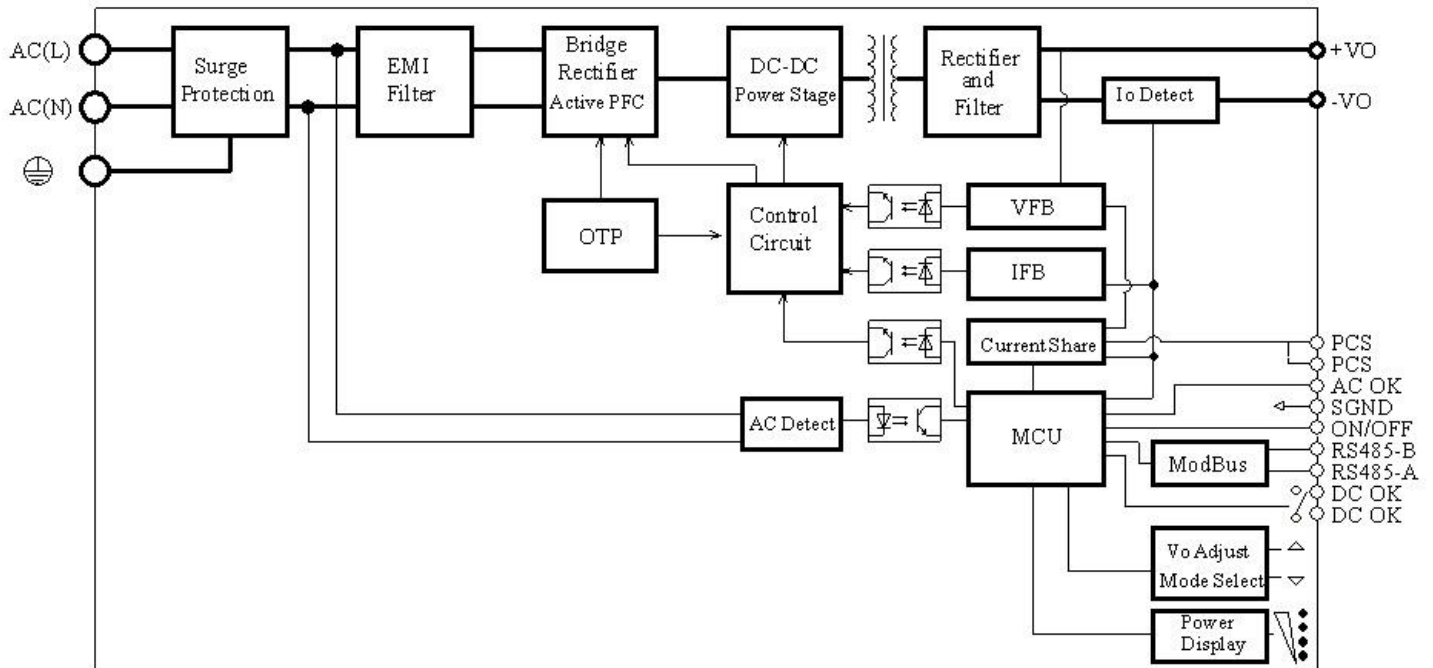 AC(L)
AC(N)
Surge
Protection
EMI
Filter
Bridge
Rectifier
Active PFC
DC-DC
Power Stage
Rectifier
and
Filter
Io Detect
+VO
-VO
OTP
Control
Circuit
VFB
IFB
Current Share
AC Detect
MCU
ModBus
PCS
PCS
AC OK
SGND
ON/OFF
RS485-B
RS485-A
DC OK
DC OK
Vo Adjust
Mode Select
Power
Display